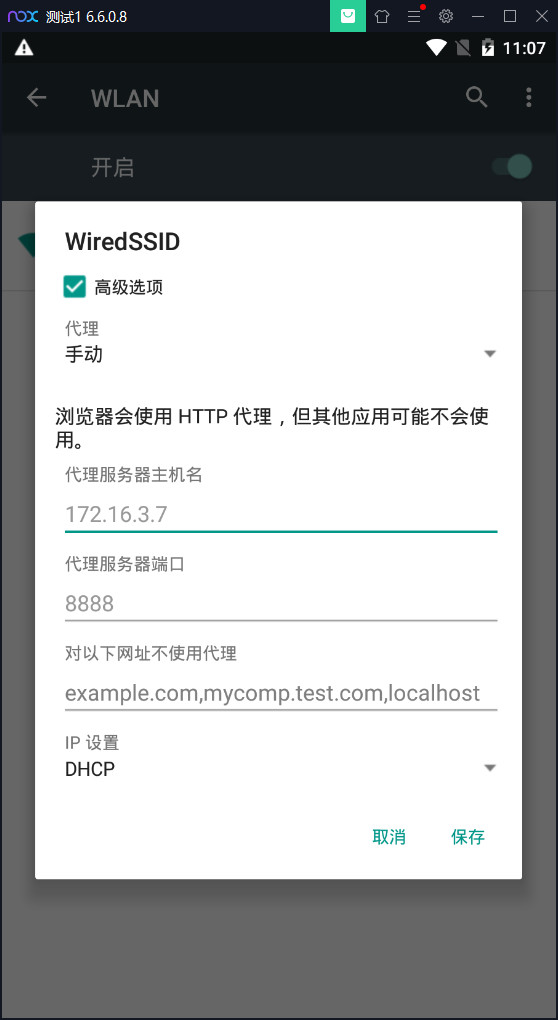 nox 测试1 6.6.0.8
11:07
WLAN
开启
WiredSSID
高级选项
代理
手动
浏览器会使用 HTTP 代理，但其他应用可能不会使
用。
代理服务器主机名
172.16.3.7
代理服务器端口
8888
对以下网址不使用代理
example.com,mycomp.test.com,localhost
IP 设置
DHCP
取消 保存